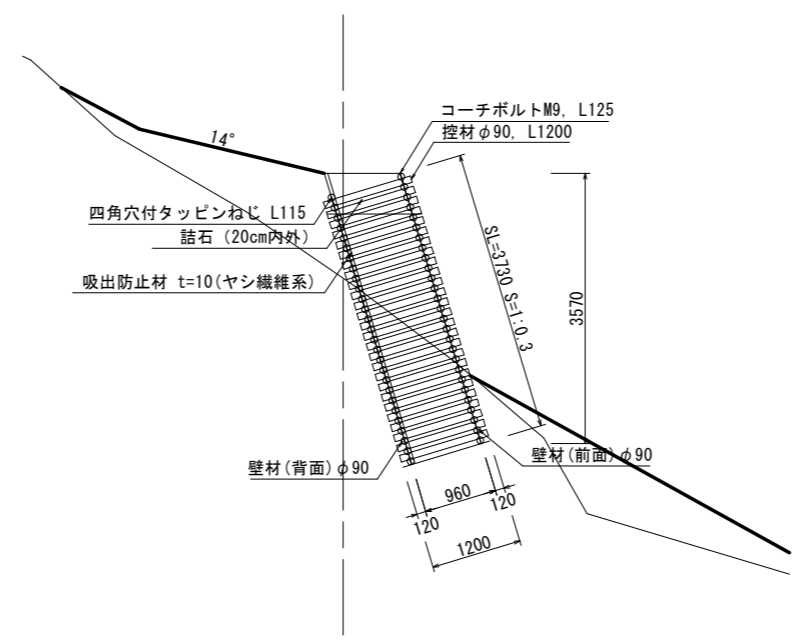 コーチボルトM9, L125
控材φ90, L1200
14°
四角穴付タッピンねじ L115
詰石 (20cm内外)
吸出防止材 t=10(ヤシ繊維系)
SL=3730 S=1:0.3
3570
壁材(背面)φ90
壁材(前面)φ90
960
120
120
1200